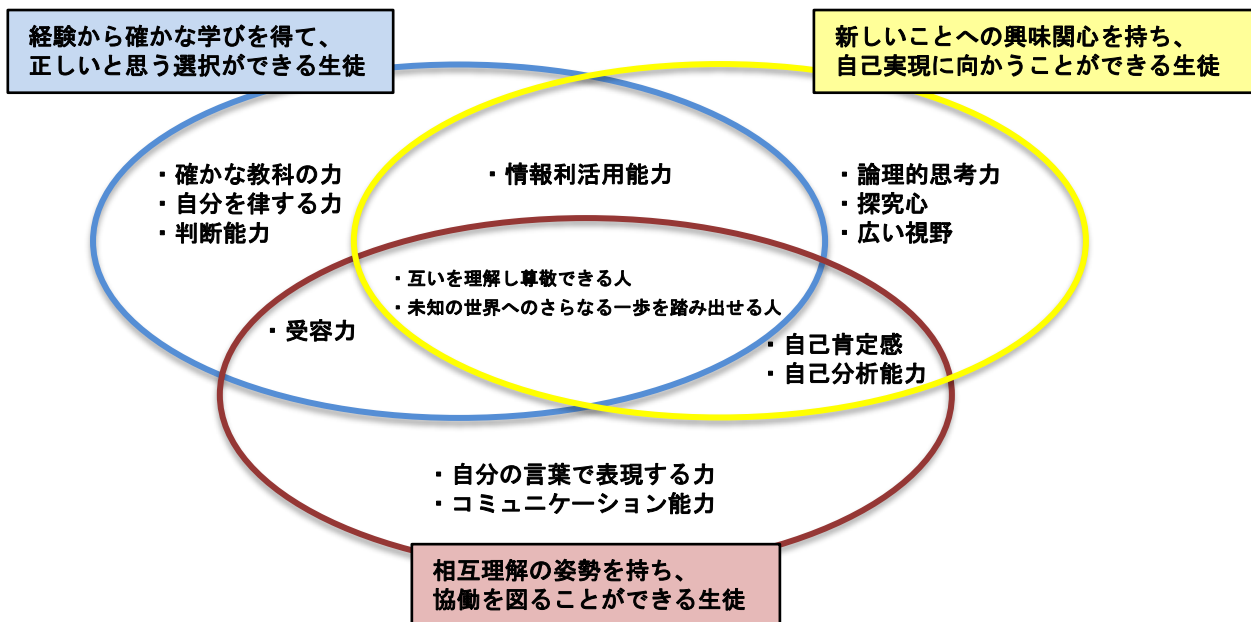 経験から確かな学びを得て、
正しいと思う選択ができる生徒
新しいことへの興味関心を持ち、
自己実現に向かうことができる生徒
・確かな教科の力
・自分を律する力
・判断能力
・情報利活用能力
・論理的思考力
・探究心
・広い視野
・互いを理解し尊敬できる人
・未知の世界へのさらなる一歩を踏み出せる人
・受容力
・自己肯定感
・自己分析能力
・自分の言葉で表現する力
・コミュニケーション能力
相互理解の姿勢を持ち、
協働を図ることができる生徒